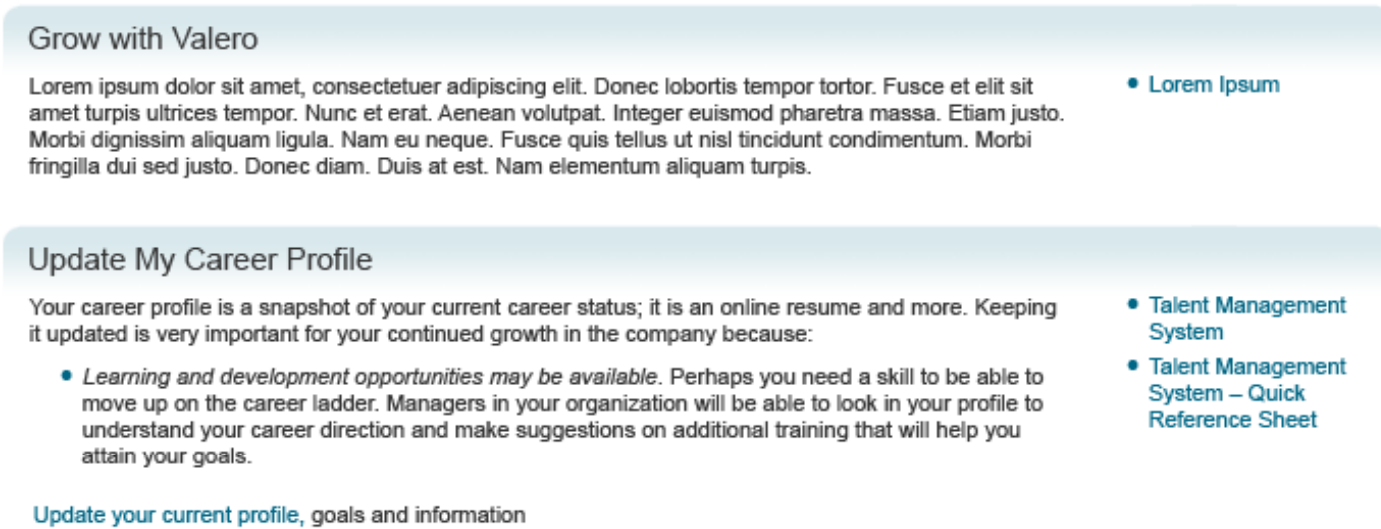 Grow with Valero
Lorem ipsum dolor sit amet, consectetuer adipiscing elit. Donec lobortis tempor tortor. Fusce et elit sit
amet turpis ultrices tempor. Nunc et erat. Aenean volutpat. Integer euismod pharetra massa. Etiam justo.
Morbi dignissim aliquam ligula. Nam eu neque. Fusce quis tellus ut nisl tincidunt condimentum. Morbi
fringilla dui sed justo. Donec diam. Duis at est. Nam elementum aliquam turpis.
• Lorem Ipsum
Update My Career Profile
Your career profile is a snapshot of your current career status; it is an online resume and more. Keeping
it updated is very important for your continued growth in the company because:
• Learning and development opportunities may be available. Perhaps you need a skill to be able to
move up on the career ladder. Managers in your organization will be able to look in your profile to
understand your career direction and make suggestions on additional training that will help you
attain your goals.
Update your current profile, goals and information
• Talent Management
System
• Talent Management
System – Quick
Reference Sheet